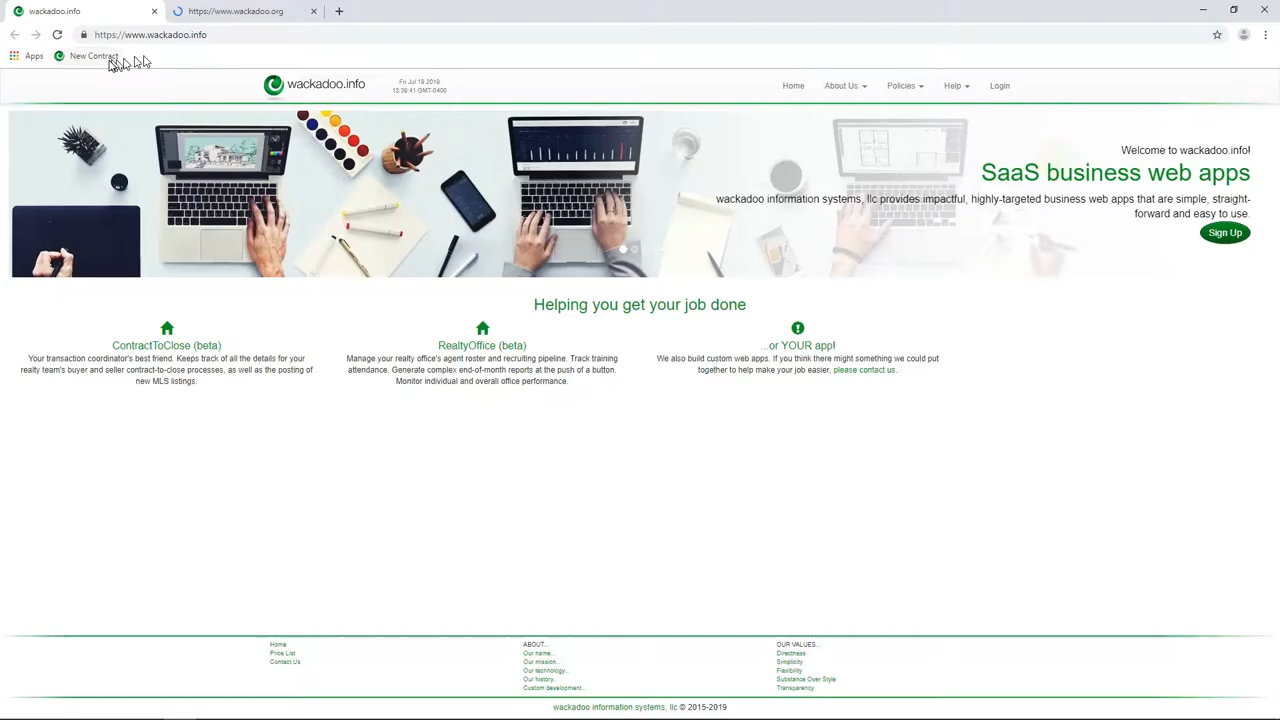 wackadoo.info
https://www.wackadoo.org
https://www.wackadoo.info
Apps
New Contract
wackadoo.info
Fri Jul 19 2019
13:38:41 GMT-0400
Home
About Us
Policies
Help
Login
Welcome to wackadoo.info!
SaaS business web apps
wackadoo information systems, llc provides impactful, highly-targeted business web apps that are simple, straight-
forward and easy to use.
Sign Up
Helping you get your job done
ContractToClose (beta)
Your transaction coordinator's best friend. Keeps track of all the details for your
realty team's buyer and seller contract-to-close processes, as well as the posting of
new MLS listings.
RealtyOffice (beta)
Manage your realty office's agent roster and recruiting pipeline. Track training
attendance. Generate complex end-of-month reports at the push of a button.
Monitor individual and overall office performance.
...or YOUR app!
We also build custom web apps. If you think there might something we could put
together to help make your job easier, please contact us.
Home
Price List
Contact Us
ABOUT...
Our name...
Our mission...
Our technology...
Our history...
Custom development...
OUR VALUES...
Directness
Simplicity
Flexibility
Substance Over Style
Transparency
wackadoo information systems, llc © 2015-2019